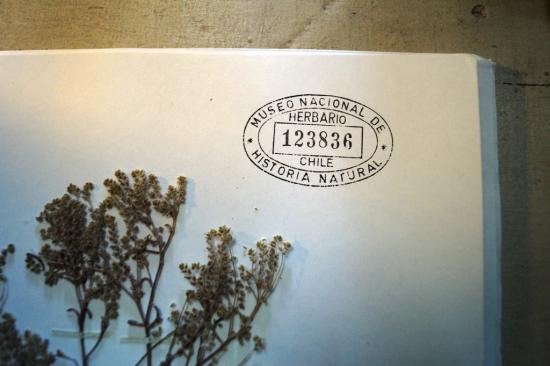 MUSEO NACIONAL DE
HERBARIO
123836
CHILE
HISTORIA NATURAL